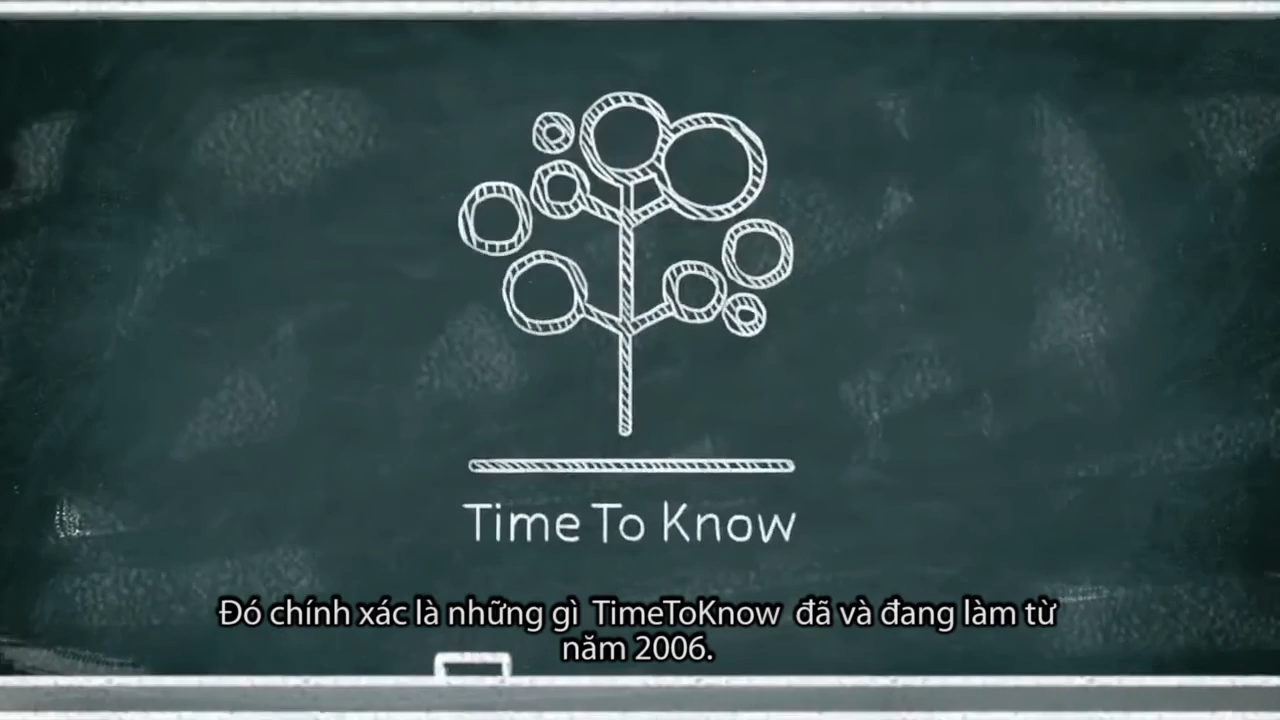 Time To Know
Đó chính xác là những gì TimeToKnow đã và đang làm từ
năm 2006.